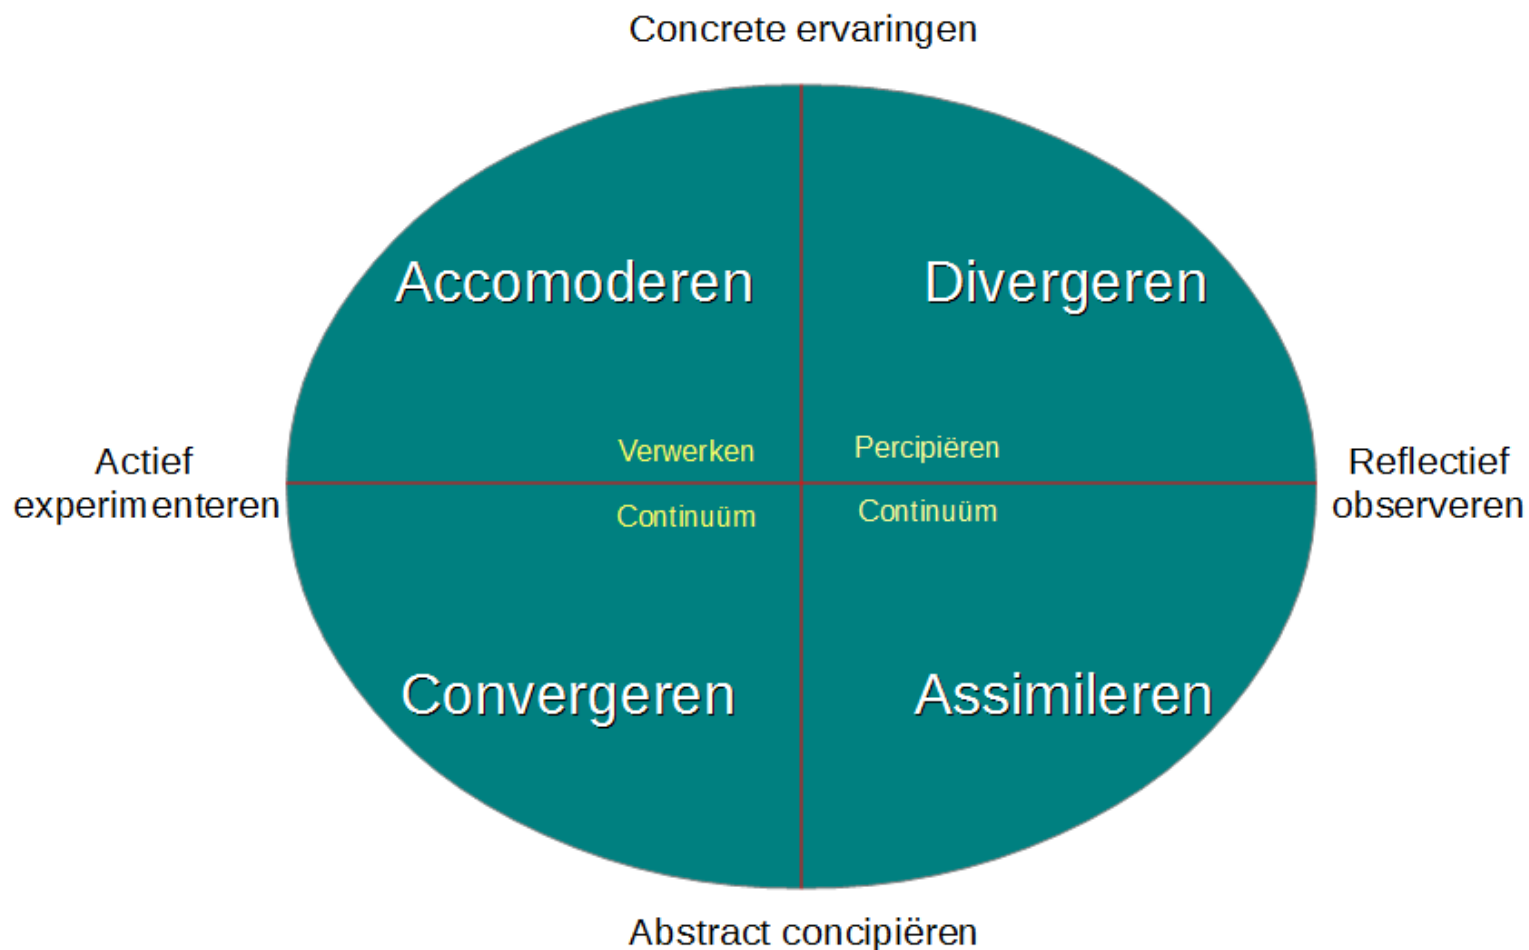 Concrete ervaringen
Accomoderen
Divergeren
Actief
experimenteren
Verwerken
Continuüm
Percipiëren
Continuüm
Reflectief
observeren
Convergeren
Assimileren
Abstract concipiëren